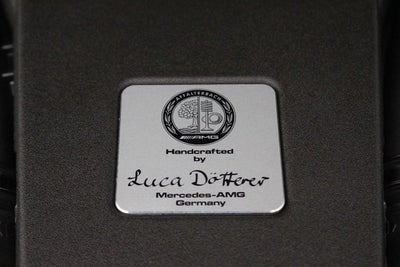 AFFALTERBACH
AMG
Handcrafted
by
Luca Dötterer
Mercedes-AMG
Germany